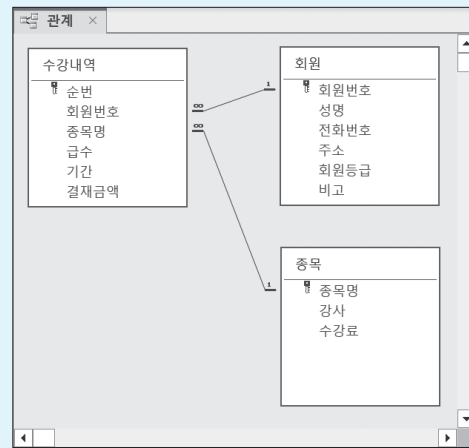 관계 ×
수강내역
순번
회원번호
종목명
급수
기간
결재금액
∞
∞
1
1
회원
회원번호
성명
전화번호
주소
회원등급
비고
종목
종목명
강사
수강료